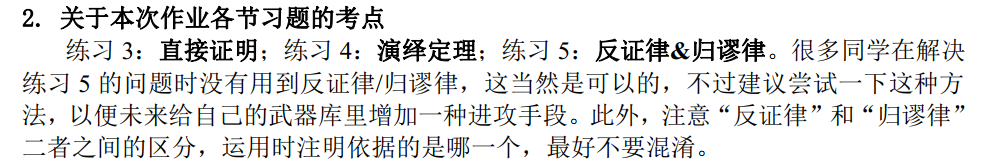 2. 关于本次作业各节习题的考点
练习 3：直接证明；练习 4：演绎定理；练习 5：反证律&归谬律。很多同学在解决
练习 5 的问题时没有用到反证律/归谬律，这当然是可以的，不过建议尝试一下这种方
法，以便未来给自己的武器库里增加一种进攻手段。此外，注意“反证律”和“归谬律”
二者之间的区分，运用时注明依据的是哪一个，最好不要混淆。